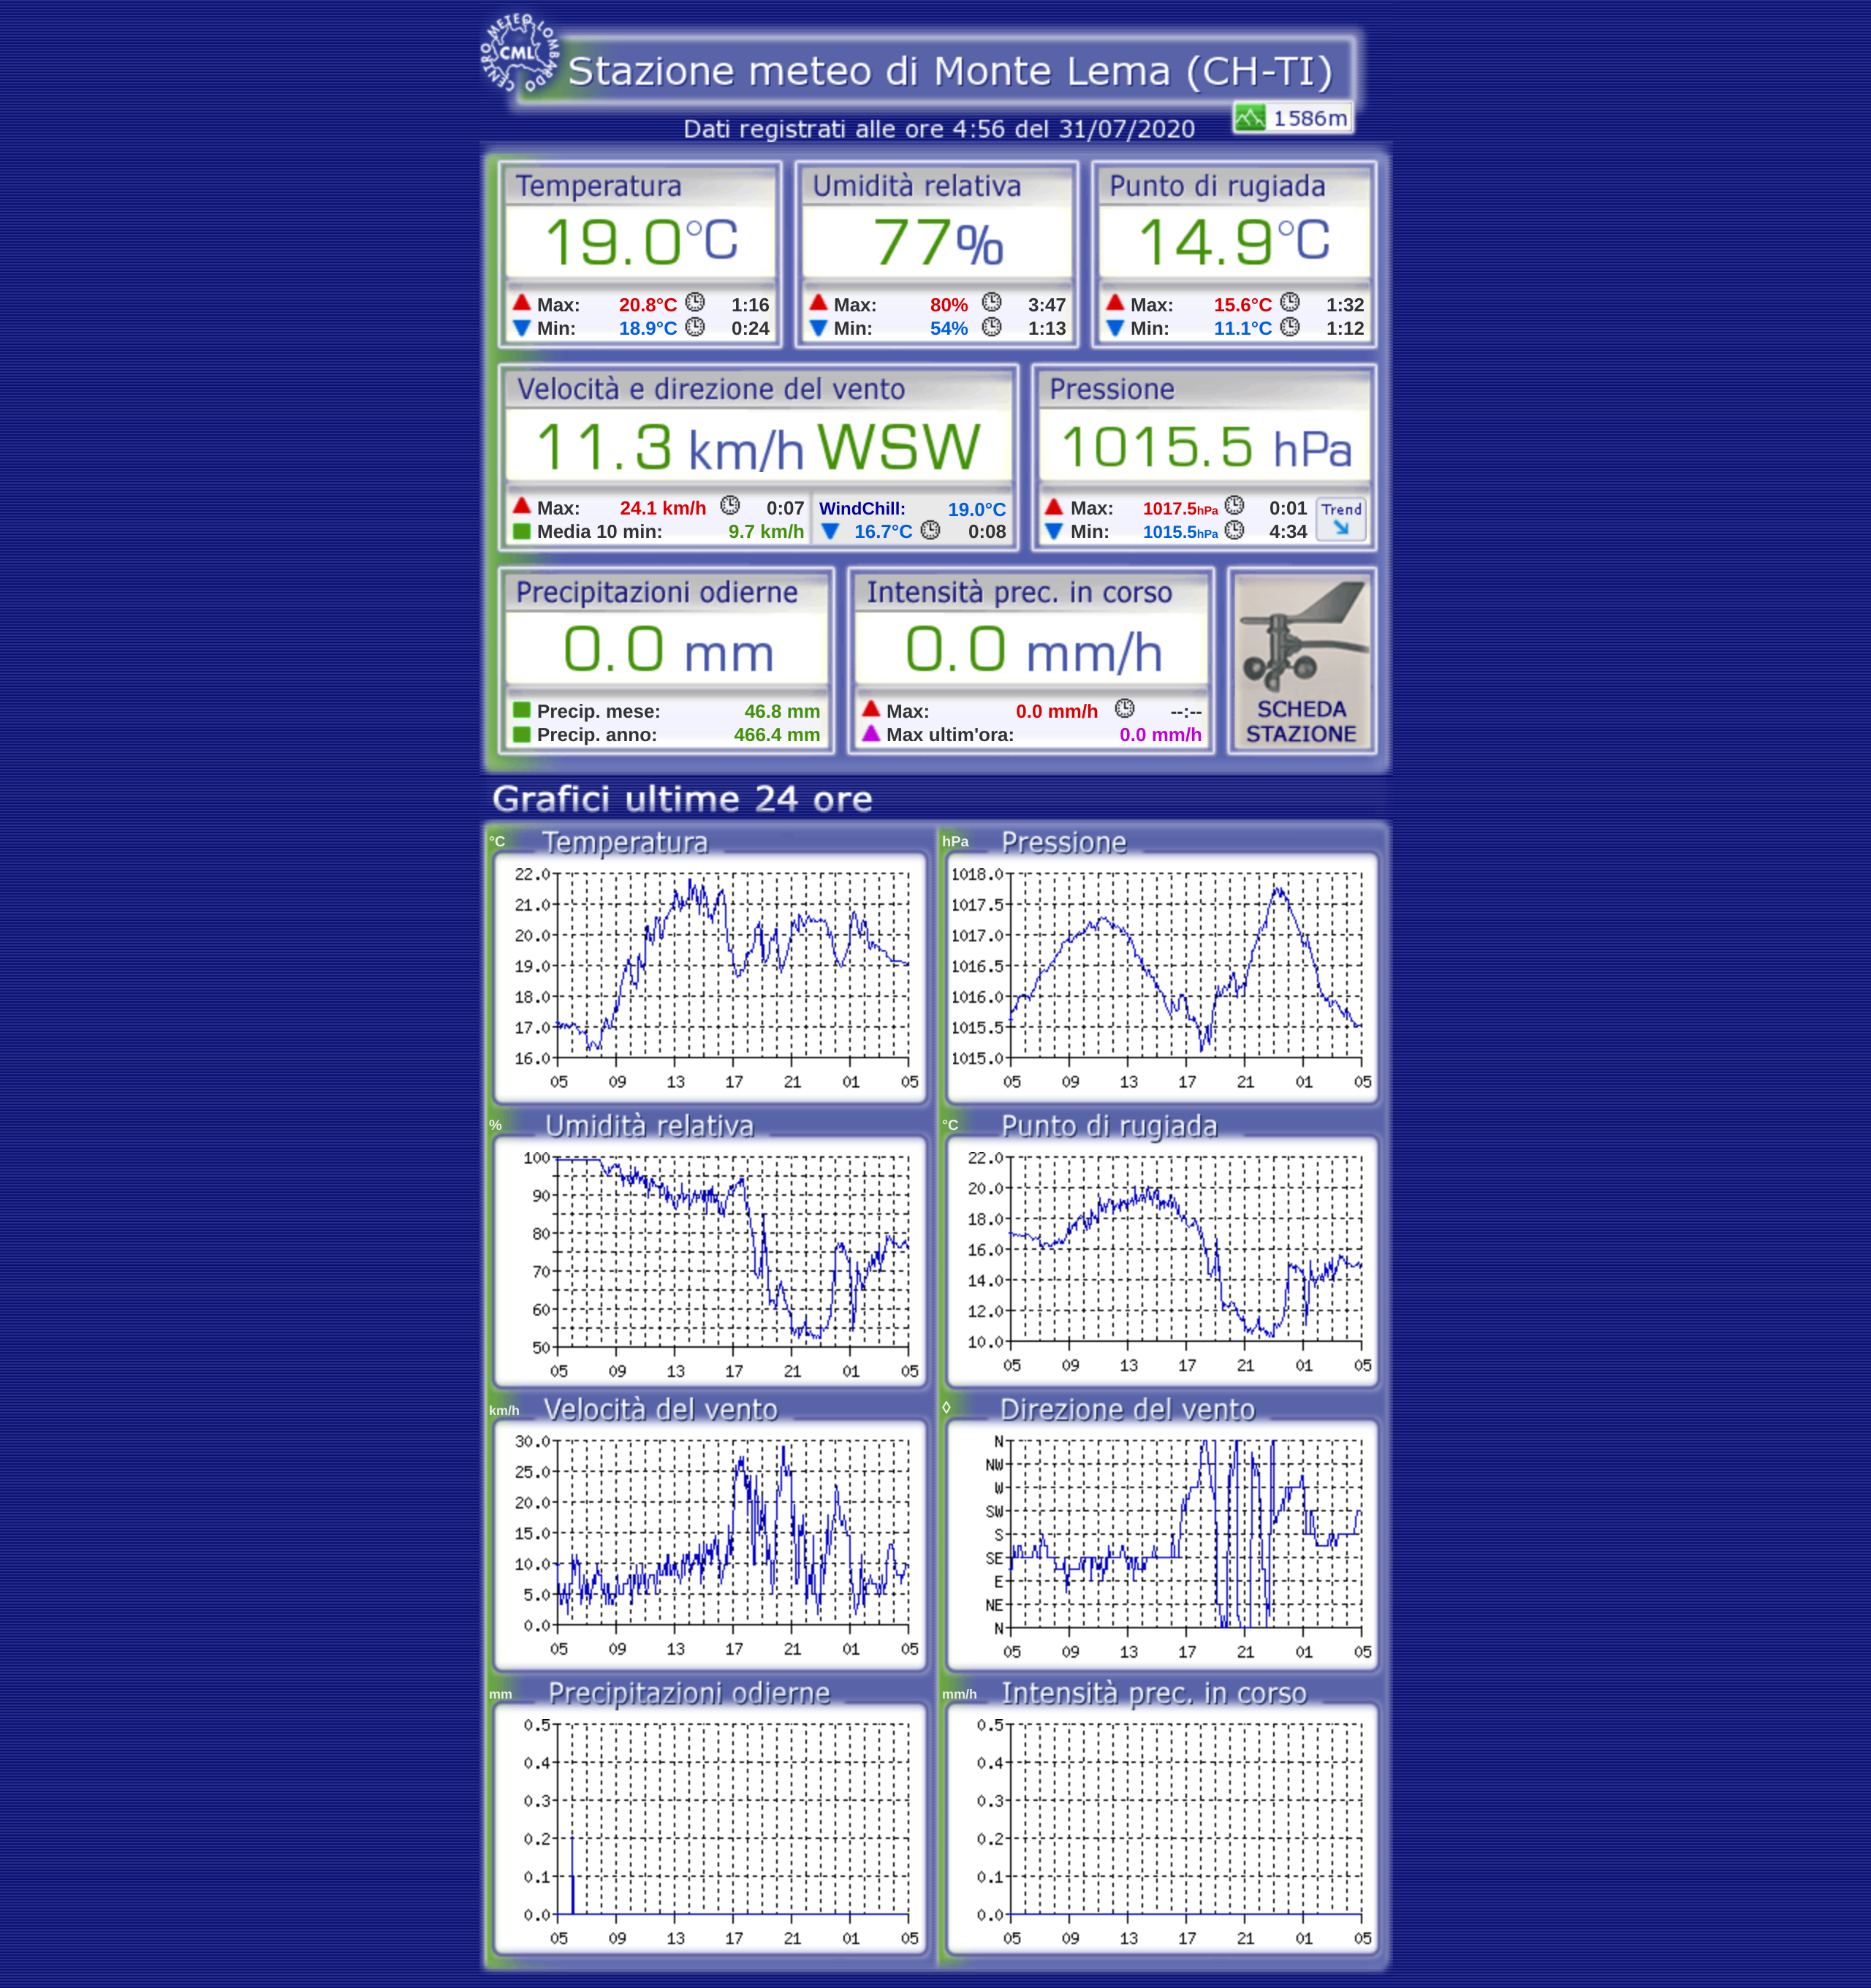 CENTRO METEO LOMBARDO
CML
Stazione meteo di Monte Lema (CH-TI)
1586m
Dati registrati alle ore 4:56 del 31/07/2020
Temperatura
19.0°C
Max: 20.8°C 1:16
Min: 18.9°C 0:24
Umidità relativa
77%
Max: 80% 3:47
Min: 54% 1:13
Punto di rugiada
14.9°C
Max: 15.6°C 1:32
Min: 11.1°C 1:12
Velocità e direzione del vento
11.3 km/h WSW
Max: 24.1 km/h 0:07
Media 10 min: 9.7 km/h
WindChill: 19.0°C
16.7°C 0:08
Pressione
1015.5 hPa
Max: 1017.5hPa 0:01
Min: 1015.5hPa 4:34
Trend
Precipitazioni odierne
0.0 mm
Precip. mese: 46.8 mm
Precip. anno: 466.4 mm
Intensità prec. in corso
0.0 mm/h
Max: 0.0 mm/h --:--
Max ultim'ora: 0.0 mm/h
SCHEDA
STAZIONE
Grafici ultime 24 ore
°C Temperatura
22.0
21.0
20.0
19.0
18.0
17.0
16.0
05 09 13 17 21 01 05
hPa Pressione
1018.0
1017.5
1017.0
1016.5
1016.0
1015.5
1015.0
05 09 13 17 21 01 05
% Umidità relativa
100
90
80
70
60
50
05 09 13 17 21 01 05
°C Punto di rugiada
22.0
20.0
18.0
16.0
14.0
12.0
10.0
05 09 13 17 21 01 05
km/h Velocità del vento
30.0
25.0
20.0
15.0
10.0
5.0
0.0
05 09 13 17 21 01 05
◊ Direzione del vento
N
NW
W
SW
S
SE
E
NE
N
05 09 13 17 21 01 05
mm Precipitazioni odierne
0.5
0.4
0.3
0.2
0.1
0.0
05 09 13 17 21 01 05
mm/h Intensità prec. in corso
0.5
0.4
0.3
0.2
0.1
0.0
05 09 13 17 21 01 05